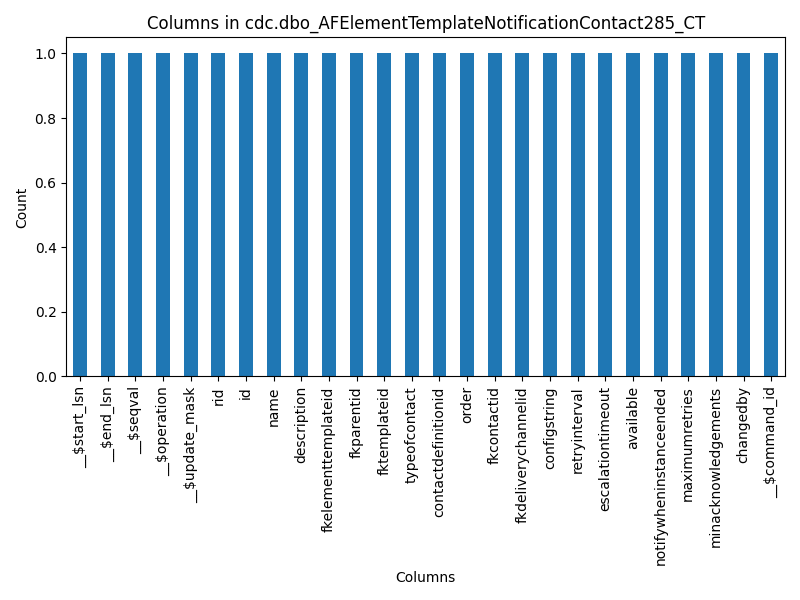 Columns in cdc.dbo_AFElementTemplateNotificationContact285_CT
1.0
0.8
0.6
0.4
0.2
0.0
Count
__$start_lsn
__$end_lsn
__$seqval
__$operation
__$update_mask
rid
id
name
description
fkelementtemplateid
fkparentid
fktemplateid
typeofcontact
contactdefinitionid
order
fkcontactid
fkdeliverychannelid
configstring
retryinterval
escalationtimeout
available
notifywheninstanceended
maximumretries
minacknowledgements
changedby
__$command_id
Columns